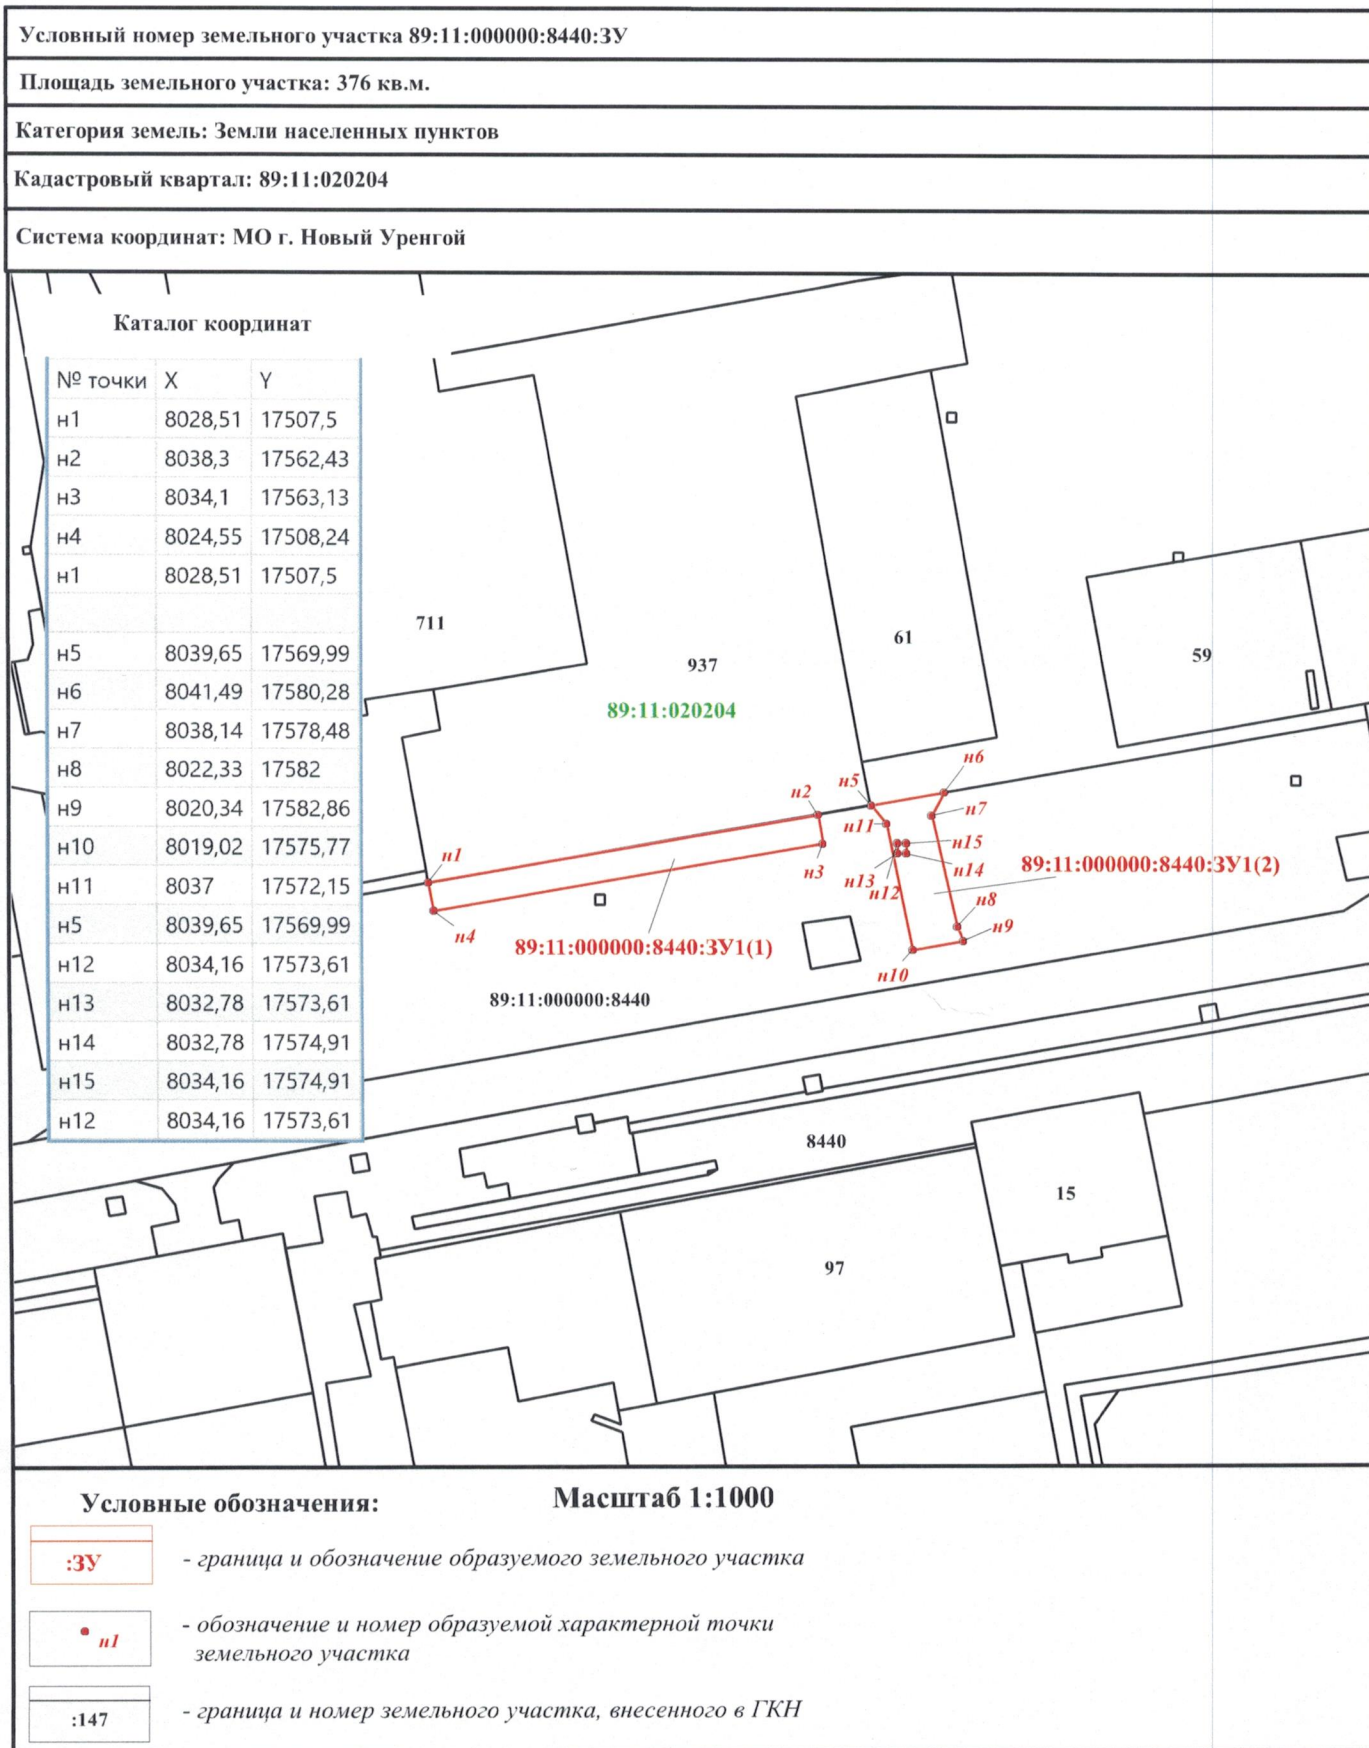 Условный номер земельного участка 89:11:000000:8440:ЗУ
Площадь земельного участка: 376 кв.м.
Категория земель: Земли населенных пунктов
Кадастровый квартал: 89:11:020204
Система координат: МО г. Новый Уренгой
Каталог координат
№ точки X Y
н1 8028,51 17507,5
н2 8038,3 17562,43
н3 8034,1 17563,13
н4 8024,55 17508,24
н1 8028,51 17507,5
н5 8039,65 17569,99
н6 8041,49 17580,28
н7 8038,14 17578,48
н8 8022,33 17582
н9 8020,34 17582,86
н10 8019,02 17575,77
н11 8037 17572,15
н5 8039,65 17569,99
н12 8034,16 17573,61
н13 8032,78 17573,61
н14 8032,78 17574,91
н15 8034,16 17574,91
н12 8034,16 17573,61
711
937
89:11:020204
61
59
н6
н5
н2
н7
н11
н15
н1
н3
н13
н14
н12
89:11:000000:8440:ЗУ1(2)
н8
н4
н9
89:11:000000:8440:ЗУ1(1)
н10
89:11:000000:8440
8440
15
97
Условные обозначения:
Масштаб 1:1000
:ЗУ
- граница и обозначение образуемого земельного участка
н1
- обозначение и номер образуемой характерной точки
земельного участка
:147
- граница и номер земельного участка, внесенного в ГКН